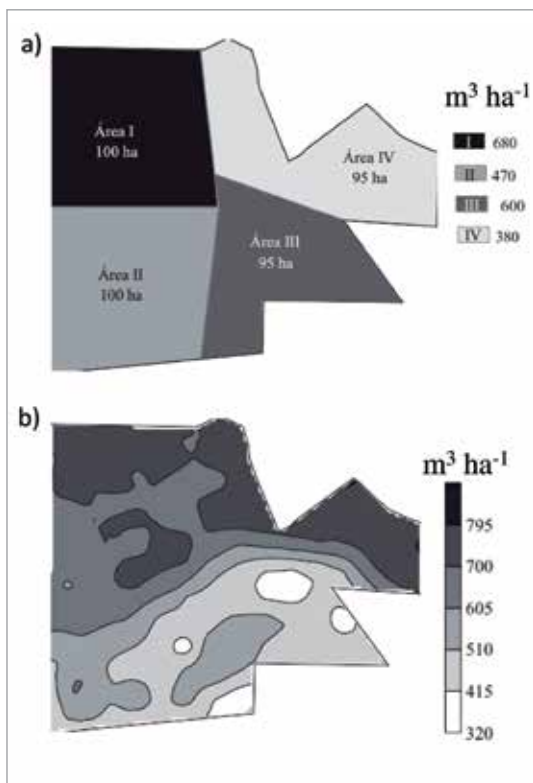 a)
m³ ha⁻¹
Área I
100 ha
Área IV
95 ha
I 680
II 470
III 600
IV 380
Área II
100 ha
Área III
95 ha
b)
m³ ha⁻¹
795
700
605
510
415
320